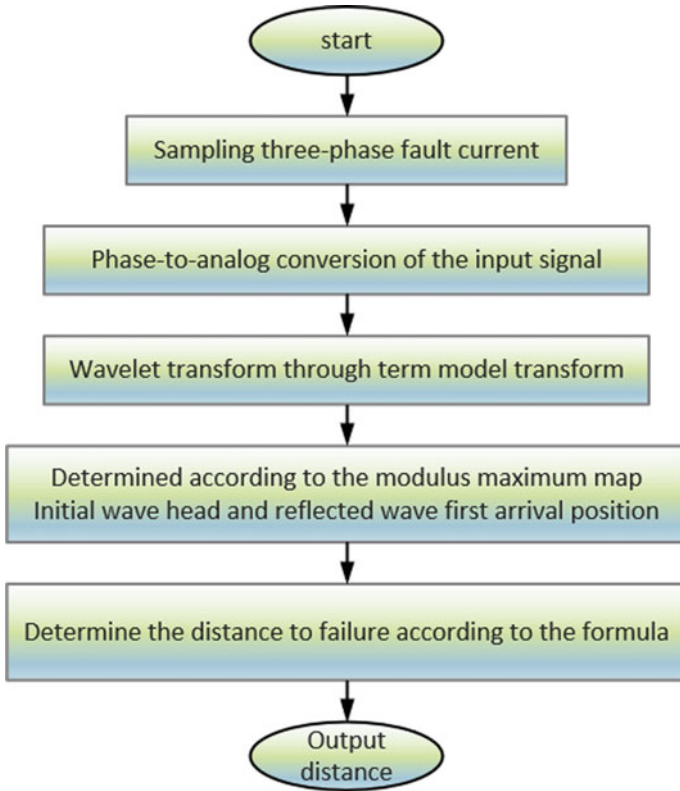 start
Sampling three-phase fault current
Phase-to-analog conversion of the input signal
Wavelet transform through term model transform
Determined according to the modulus maximum map
Initial wave head and reflected wave first arrival position
Determine the distance to failure according to the formula
Output
distance